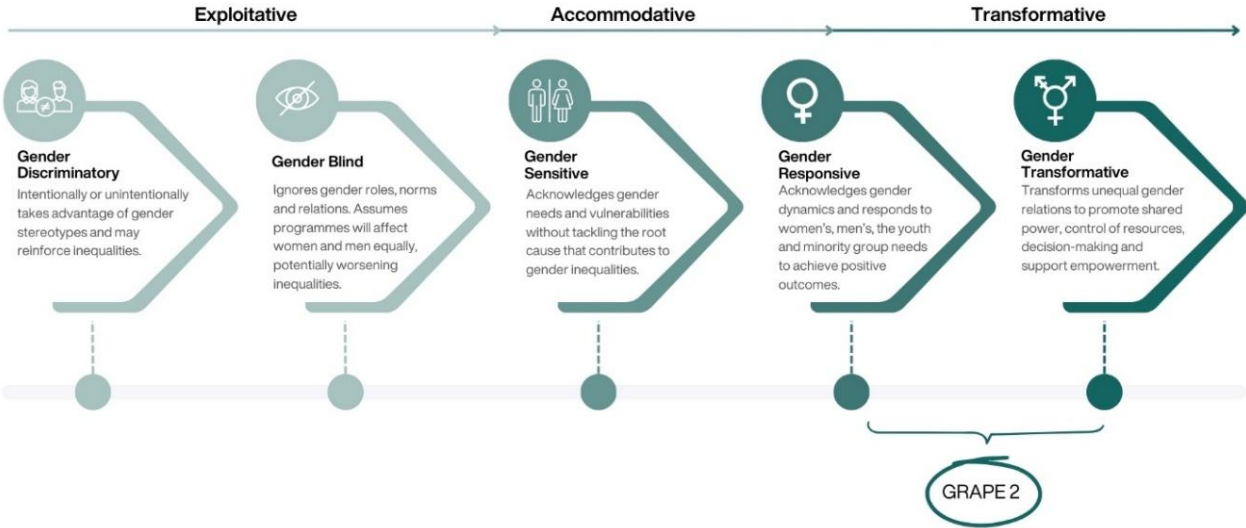 Exploitative
Accommodative
Transformative
≠
Gender
Discriminatory
Intentionally or unintentionally
takes advantage of gender
stereotypes and may
reinforce inequalities.
Gender Blind
Ignores gender roles, norms
and relations. Assumes
programmes will affect
women and men equally,
potentially worsening
inequalities.
Gender
Sensitive
Acknowledges gender
needs and vulnerabilities
without tackling the root
cause that contributes to
gender inequalities.
Gender
Responsive
Acknowledges gender
dynamics and responds to
women's, men's, the youth
and minority group needs
to achieve positive
outcomes.
Gender
Transformative
Transforms unequal gender
relations to promote shared
power, control of resources,
decision-making and
support empowerment.
GRAPE 2